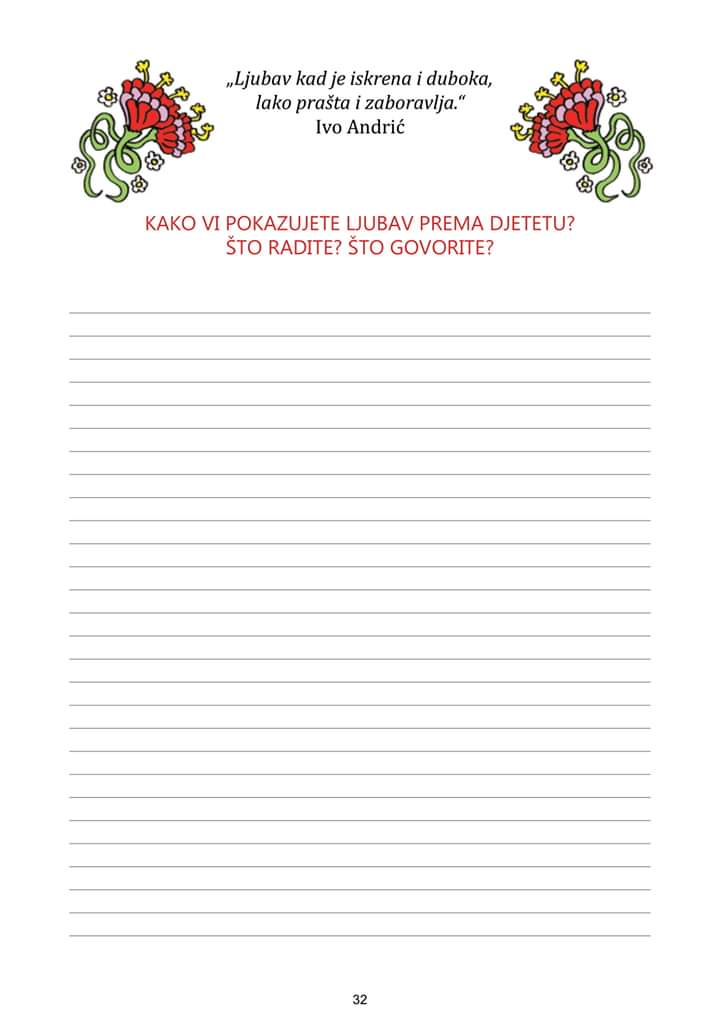 „Ljubav kad je iskrena i duboka,
lako prašta i zaboravlja.“
Ivo Andrić
KAKO VI POKAZUJETE LJUBAV PREMA DJETETU?
ŠTO RADITE? ŠTO GOVORITE?
32